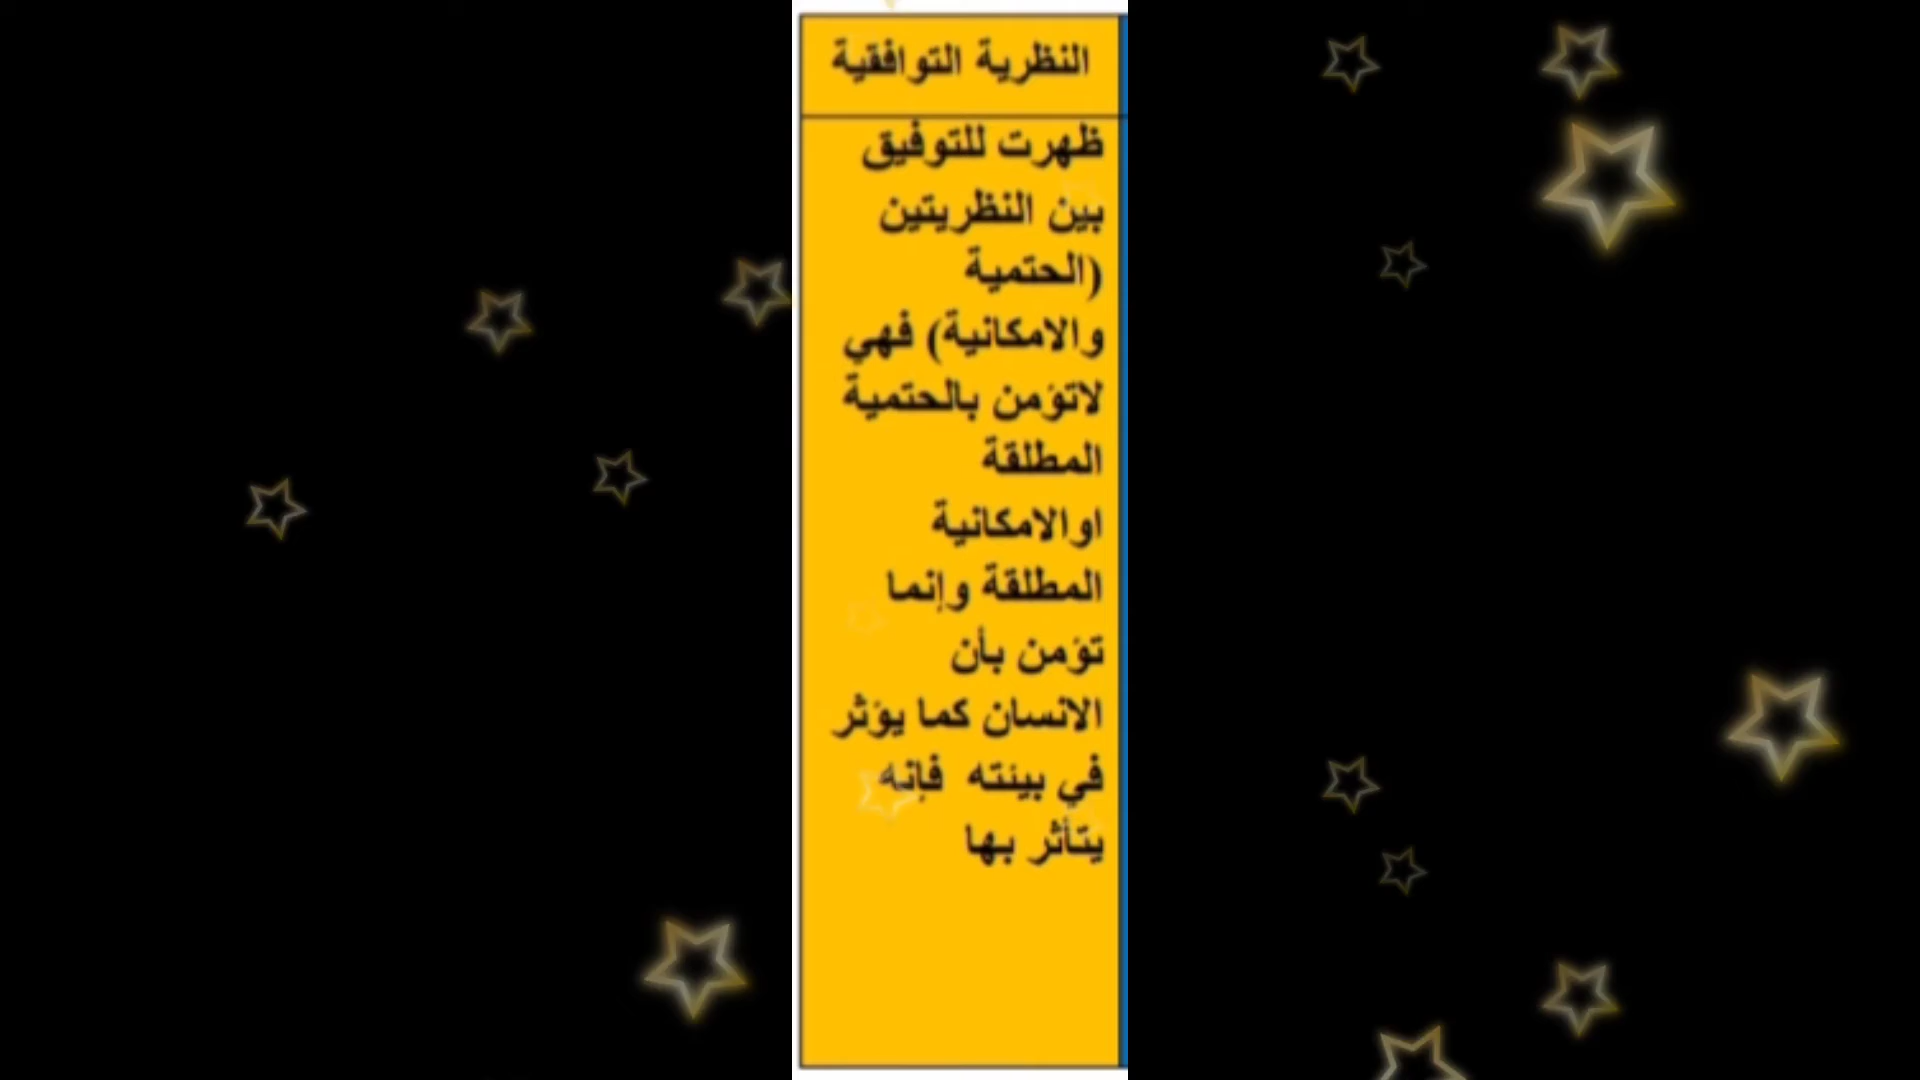 النظرية التوافقية
ظهرت للتوفيق
بين النظريتين
(الحتمية
والامكانية) فهي
لاتؤمن بالحتمية
المطلقة
اوالامكانية
المطلقة وإنما
تؤمن بأن
الانسان كما يؤثر
في بيئته فإنه
يتأثر بها